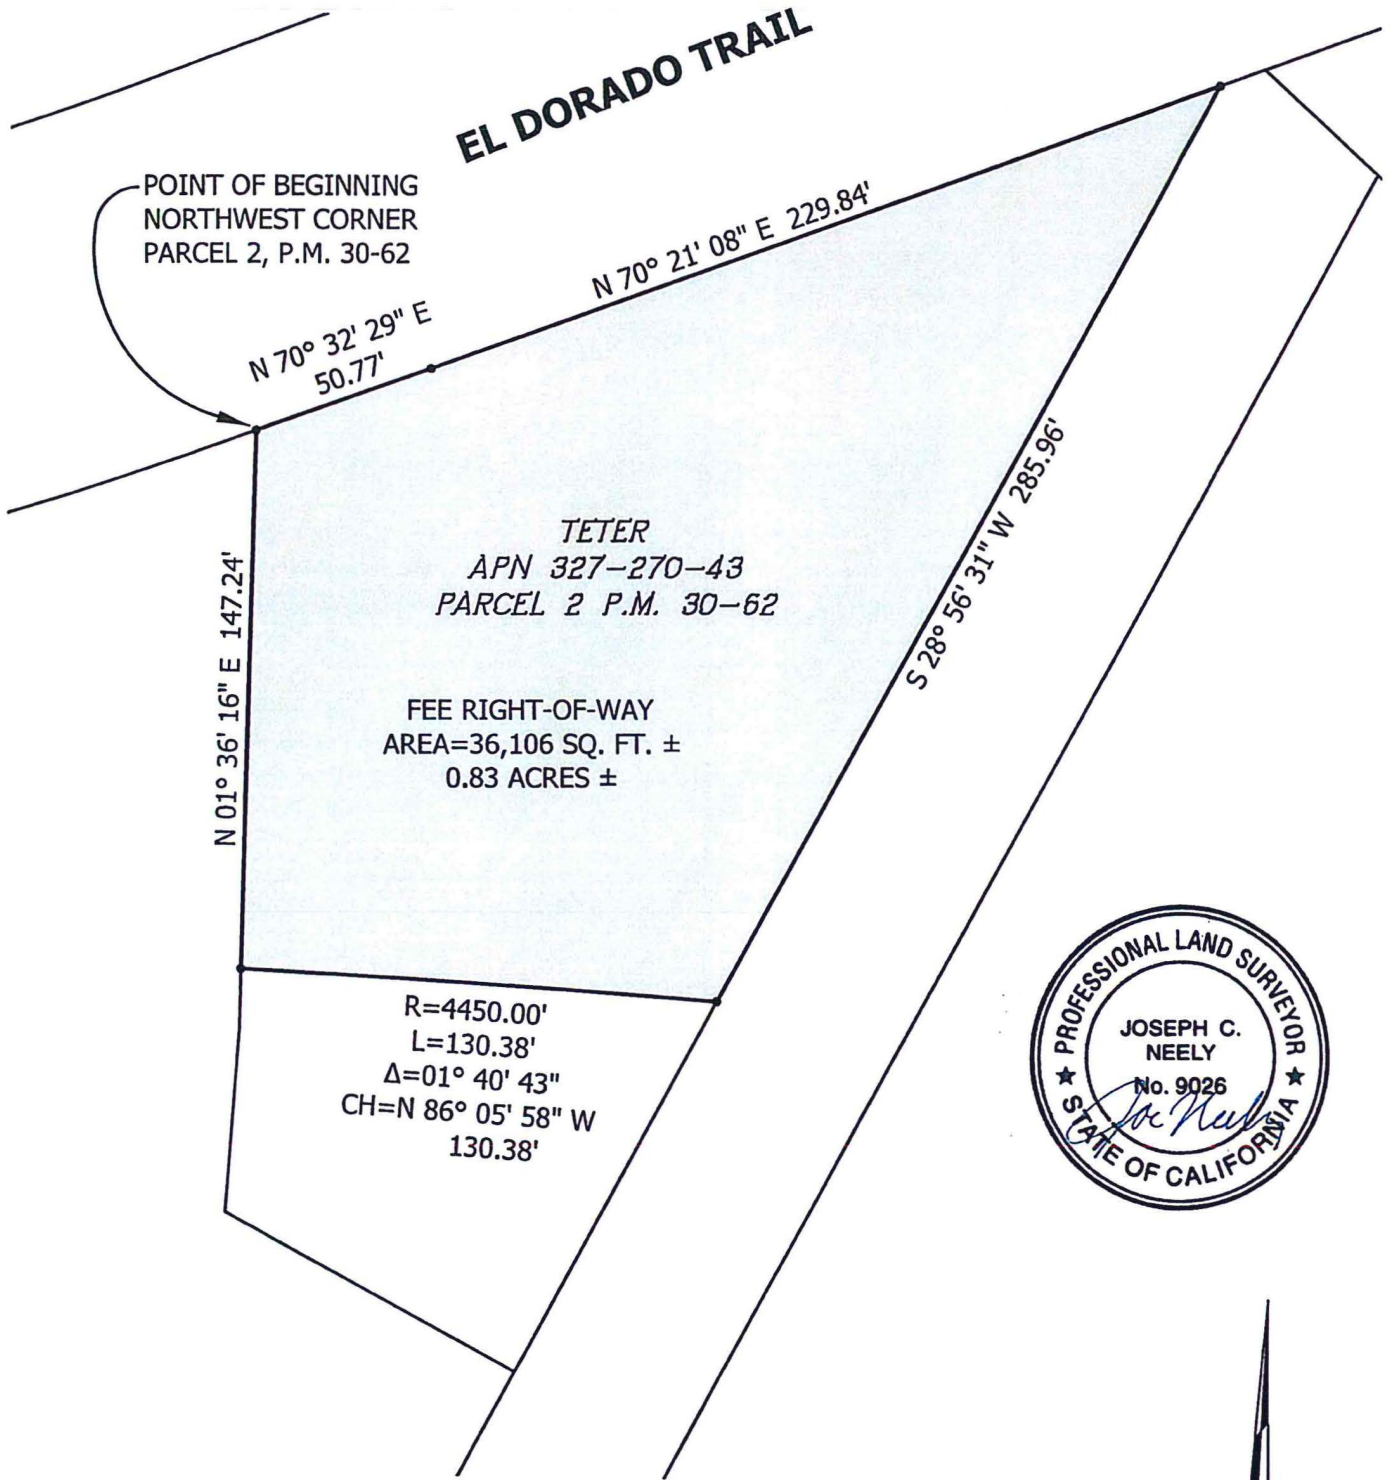 EL DORADO TRAIL
POINT OF BEGINNING
NORTHWEST CORNER
PARCEL 2, P.M. 30-62
N 70° 32' 29" E
50.77'
N 70° 21' 08" E 229.84'
S 28° 56' 31" W 285.96'
N 01° 36' 16" E 147.24'
TETER
APN 327-270-43
PARCEL 2 P.M. 30-62
FEE RIGHT-OF-WAY
AREA=36,106 SQ. FT. ±
0.83 ACRES ±
R=4450.00'
L=130.38'
Δ=01° 40' 43"
CH=N 86° 05' 58" W
130.38'
PROFESSIONAL LAND SURVEYOR
JOSEPH C.
NEELY
No. 9026
Joe Neely
STATE OF CALIFORNIA